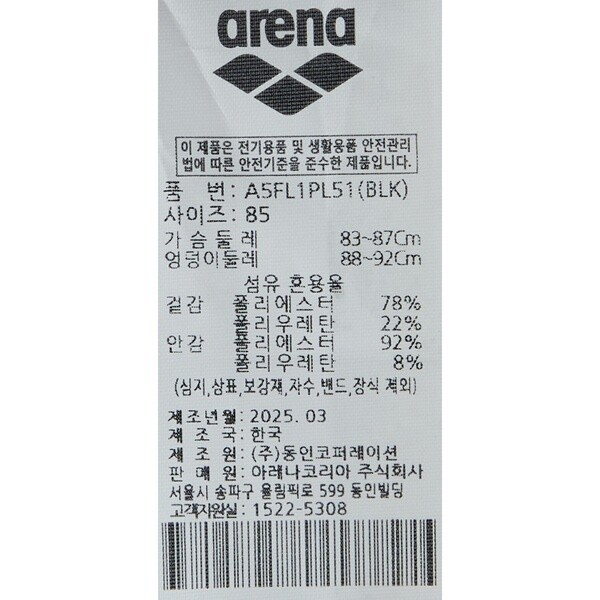 arena
이 제품은 전기용품 및 생활용품 안전관리
법에 따른 안전기준을 준수한 제품입니다.
품 번: A5FL1PL51(BLK)
사이즈: 85
가슴둘레 83~87Cm
엉덩이둘레 88~92Cm
섬유 혼용율
겉감 폴리에스터 78%
폴리우레탄 22%
안감 폴리에스터 92%
폴리우레탄 8%
(심지,상표,보강재,자수,밴드,장식 제외)
제조년월: 2025. 03
제 조 국: 한국
제 조 원: (주)동인코퍼레이션
판 매 원: 아레나코리아 주식회사
서울시 송파구 올림픽로 599 동인빌딩
고객지원실: 1522-5308